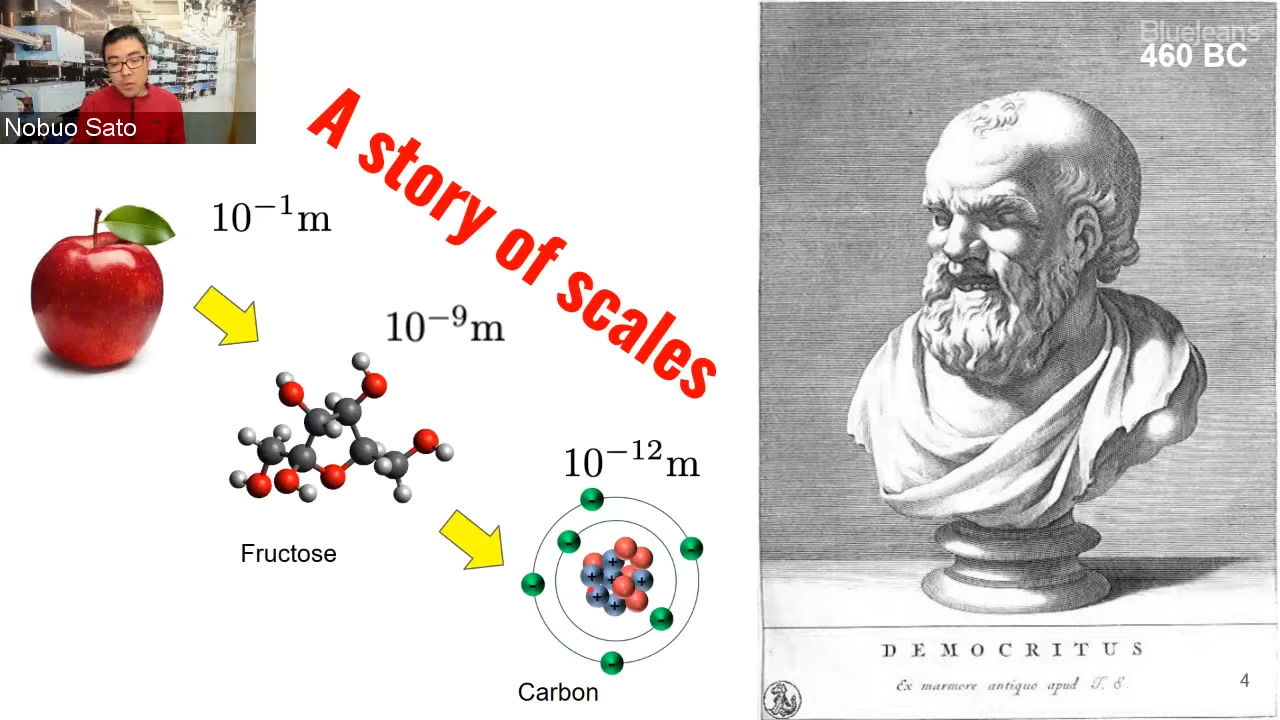 BlueJeans
460 BC
Nobuo Sato
A story of scales
10⁻¹m
10⁻⁹m
10⁻¹²m
Fructose
Carbon
DEMOCRITUS
Ex marmore antiquo apud T. E.
4